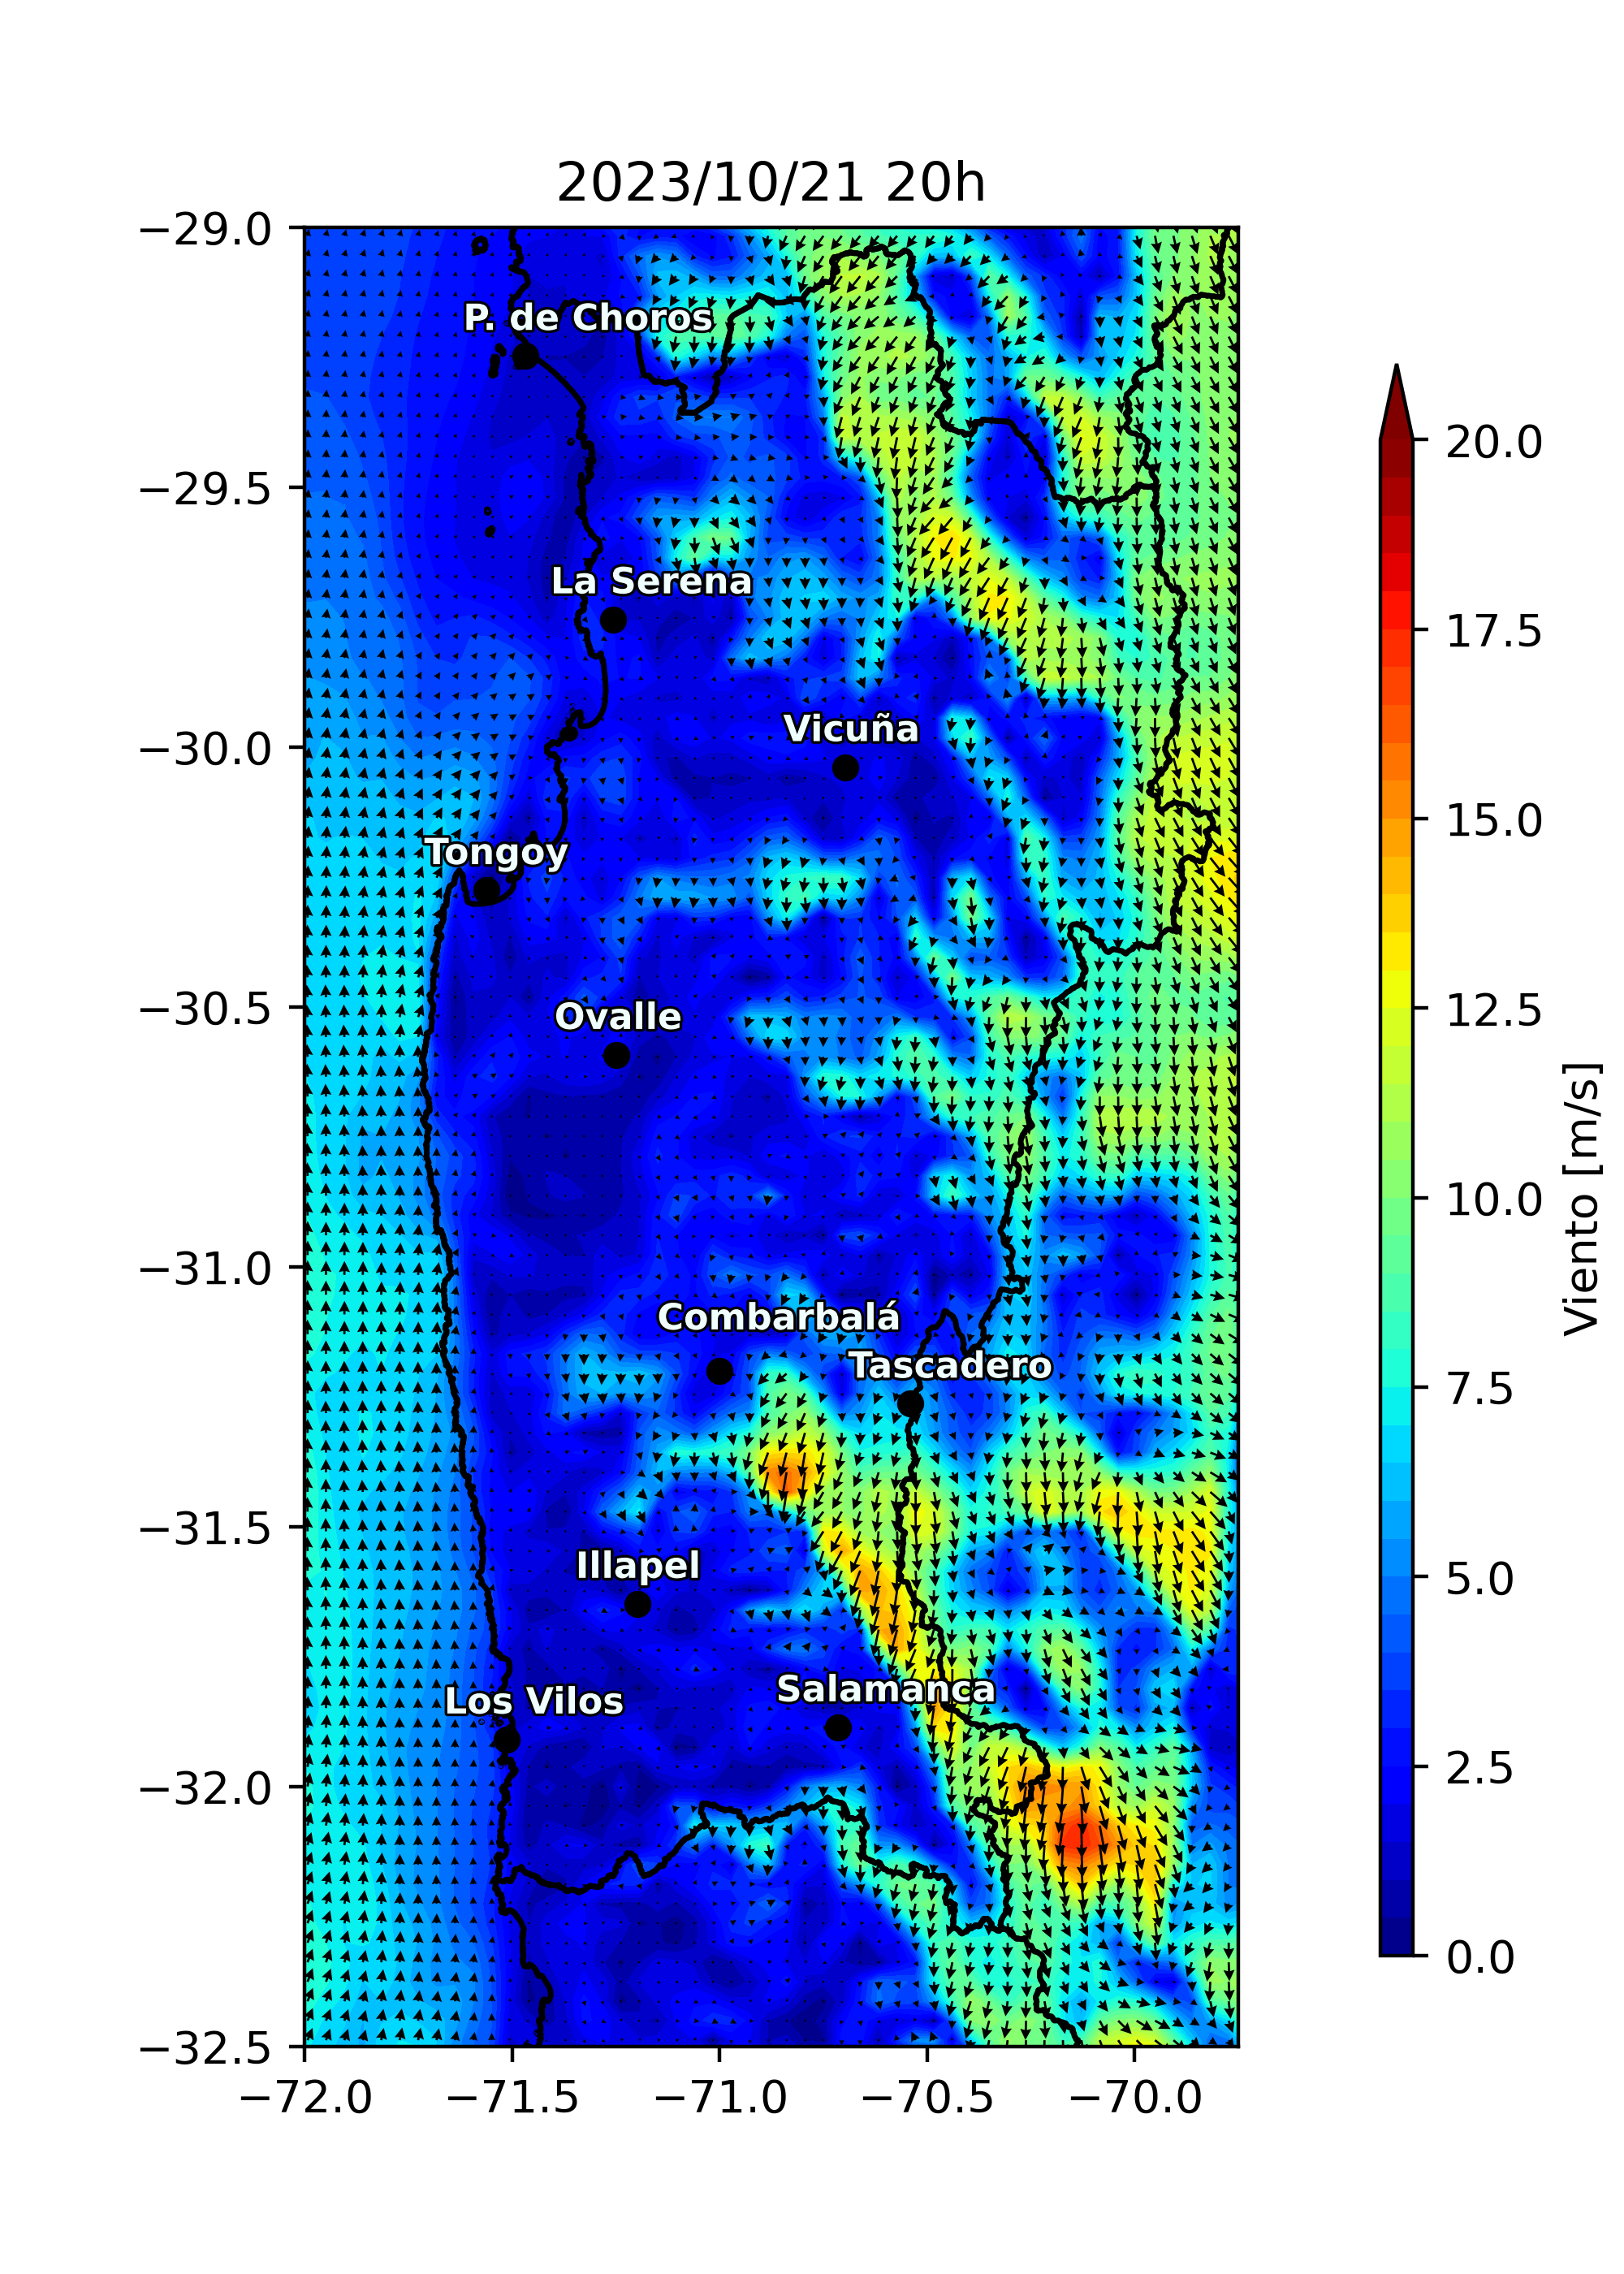 2023/10/21 20h
−29.0
−29.5
−30.0
−30.5
−31.0
−31.5
−32.0
−32.5
−72.0
−71.5
−71.0
−70.5
−70.0
P. de Choros
La Serena
Vicuña
Tongoy
Ovalle
Combarbalá
Tascadero
Illapel
Salamanca
Los Vilos
20.0
17.5
15.0
12.5
10.0
7.5
5.0
2.5
0.0
Viento [m/s]